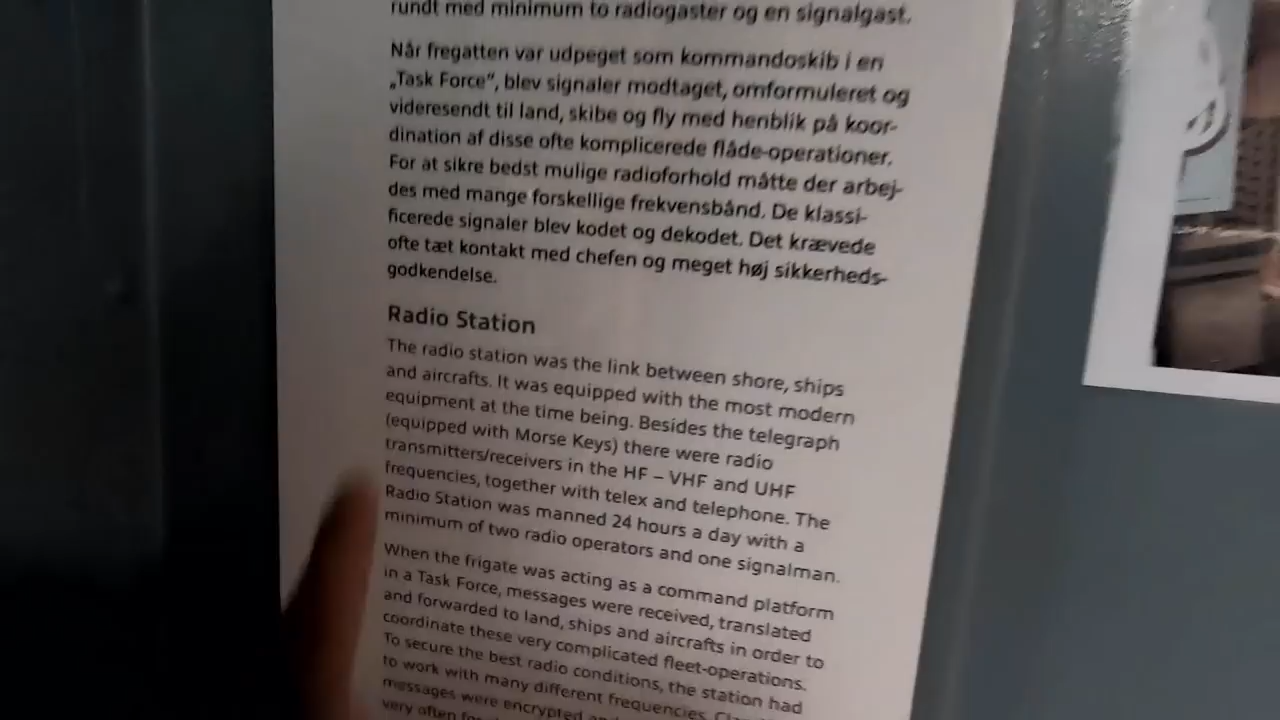 rundt med minimum to radiogaster og en signalgast.
Når fregatten var udpeget som kommandoskib i en
„Task Force”, blev signaler modtaget, omformuleret og
videresendt til land, skibe og fly med henblik på koor-
dination af disse ofte komplicerede flåde-operationer.
For at sikre bedst mulige radioforhold måtte der arbej-
des med mange forskellige frekvensbånd. De klassi-
ficerede signaler blev kodet og dekodet. Det krævede
ofte tæt kontakt med chefen og meget høj sikkerheds-
godkendelse.
Radio Station
The radio station was the link between shore, ships
and aircrafts. It was equipped with the most modern
equipment at the time being. Besides the telegraph
(equipped with Morse Keys) there were radio
transmitters/receivers in the HF – VHF and UHF
frequencies, together with telex and telephone. The
Radio Station was manned 24 hours a day with a
minimum of two radio operators and one signalman.
When the frigate was acting as a command platform
in a Task Force, messages were received, translated
and forwarded to land, ships and aircrafts in order to
coordinate these very complicated fleet-operations.
To secure the best radio conditions, the station had
to work with many different frequencies.
messages were encrypted
very often